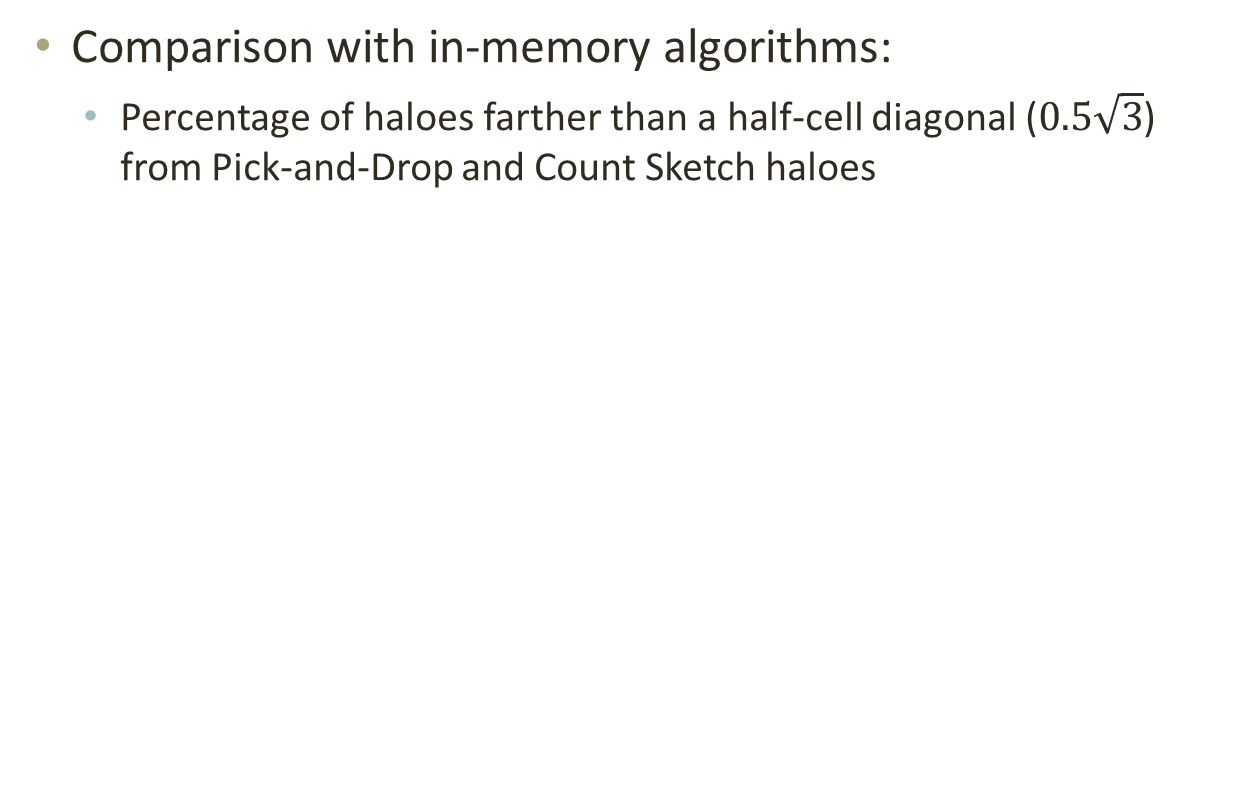 • Comparison with in-memory algorithms:
• Percentage of haloes farther than a half-cell diagonal (0.5√3)
from Pick-and-Drop and Count Sketch haloes